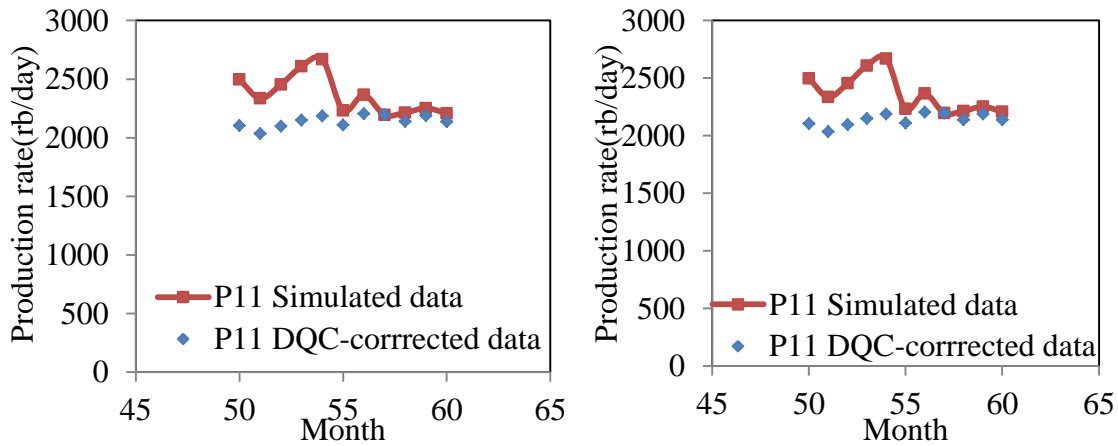 Production rate(rb/day)
3000
2500
2000
1500
1000
500
0
P11 Simulated data
P11 DQC-corrrected data
45 50 55 60 65
Month
Production rate(rb/day)
3000
2500
2000
1500
1000
500
0
P11 Simulated data
P11 DQC-corrrected data
45 50 55 60 65
Month